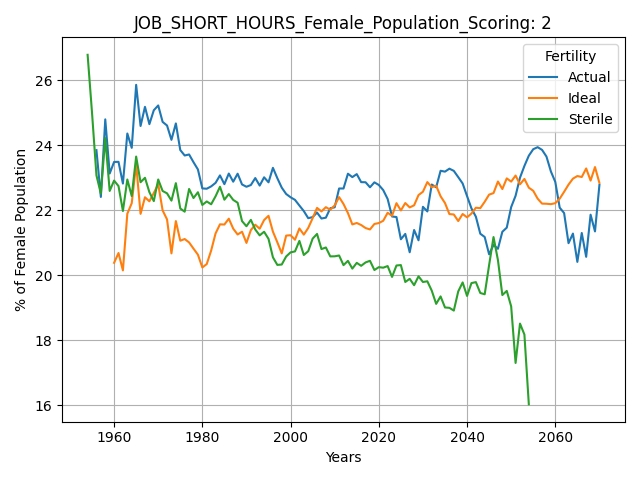 JOB_SHORT_HOURS_Female_Population_Scoring: 2
Fertility
Actual
Ideal
Sterile
% of Female Population
26
24
22
20
18
16
1960
1980
2000
2020
2040
2060
Years